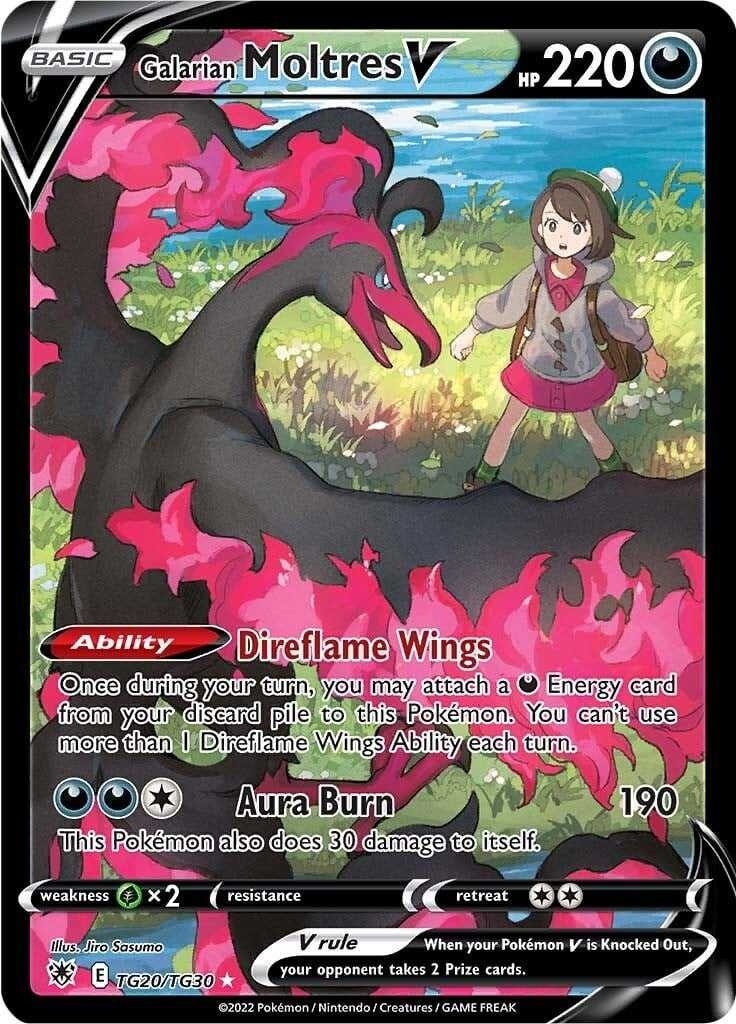 BASIC
Galarian Moltres V HP 220
Ability Direflame Wings
Once during your turn, you may attach a Energy card
from your discard pile to this Pokémon. You can't use
more than 1 Direflame Wings Ability each turn.
Aura Burn 190
This Pokémon also does 30 damage to itself.
weakness ×2 resistance retreat
Illus. Jiro Sasumo
V rule When your Pokémon V is Knocked Out,
your opponent takes 2 Prize cards.
E TG20/TG30 ★
©2022 Pokémon / Nintendo / Creatures / GAME FREAK